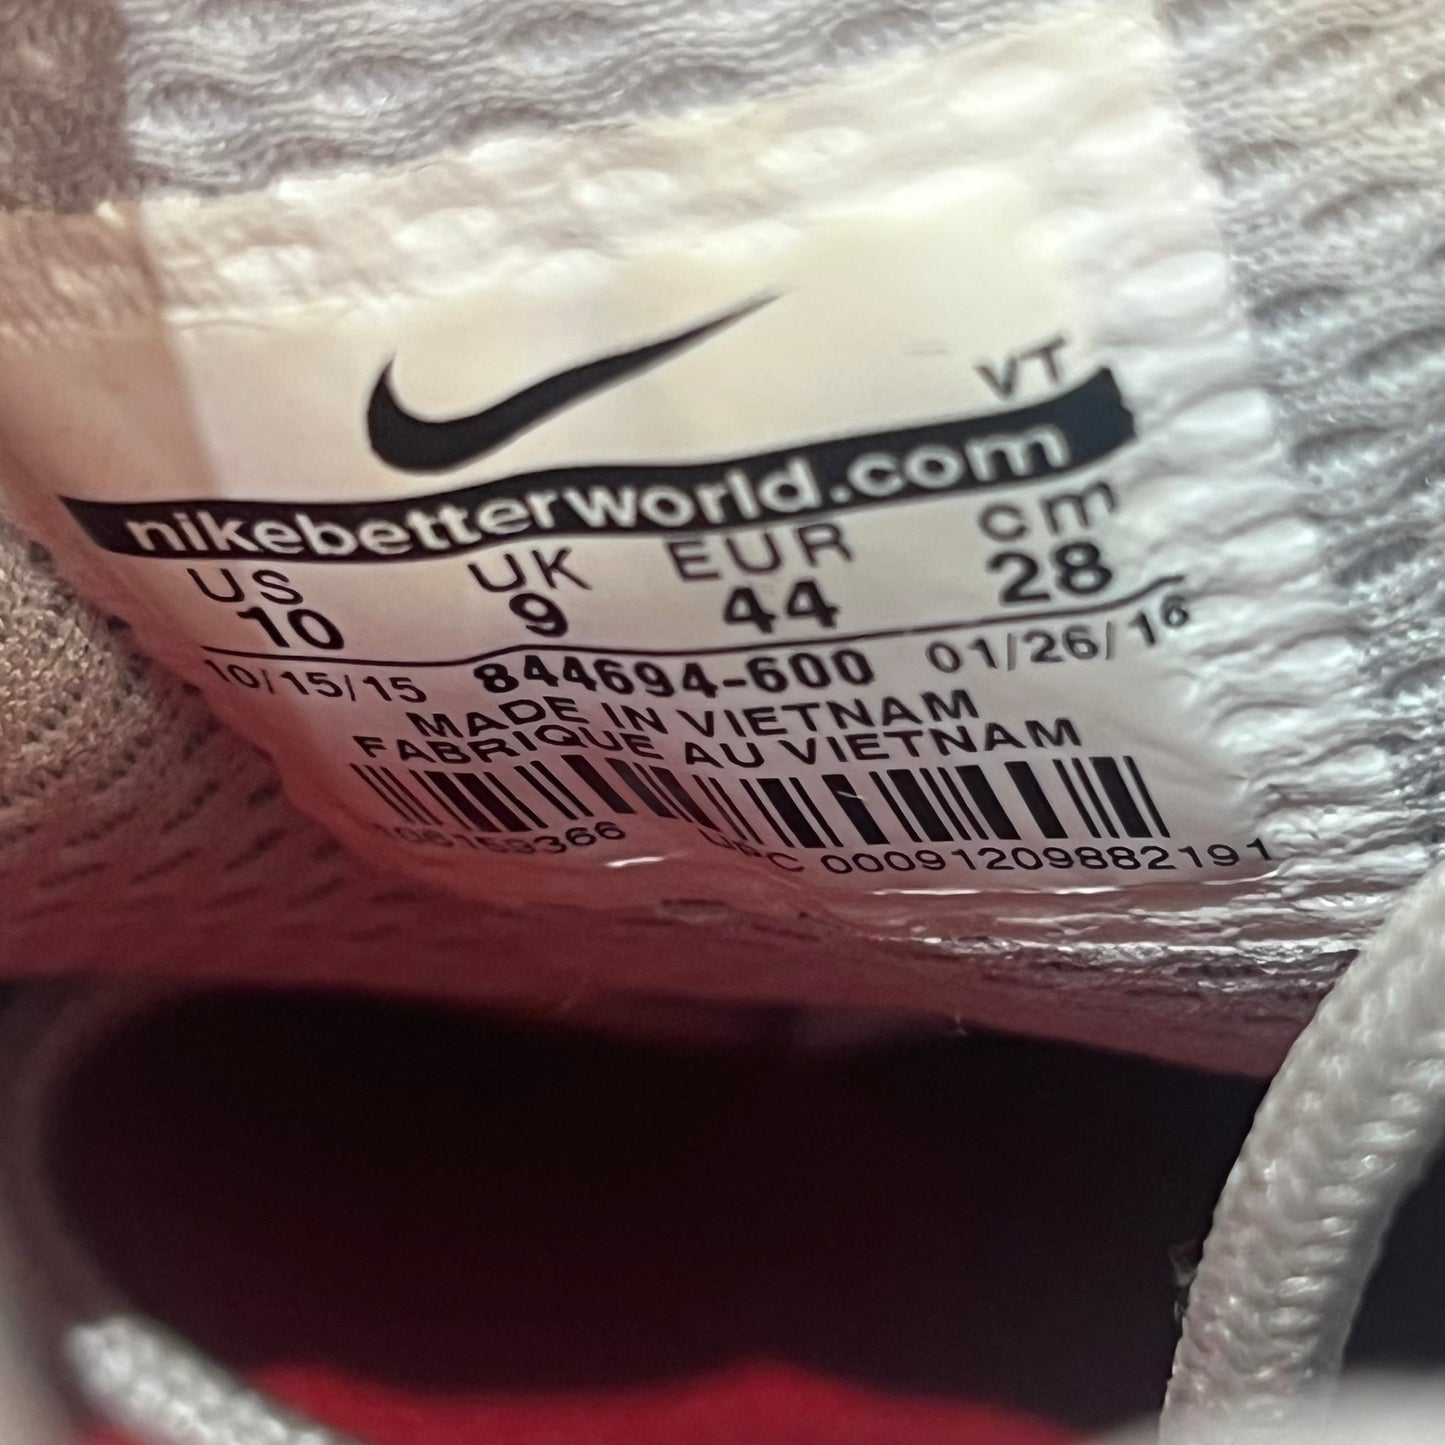 VT
nikebetterworld.com
US UK EUR cm
10 9 44 28
10/15/15 844694-600 01/26/16
MADE IN VIETNAM
FABRIQUE AU VIETNAM
106159366 UPC 00091209882191